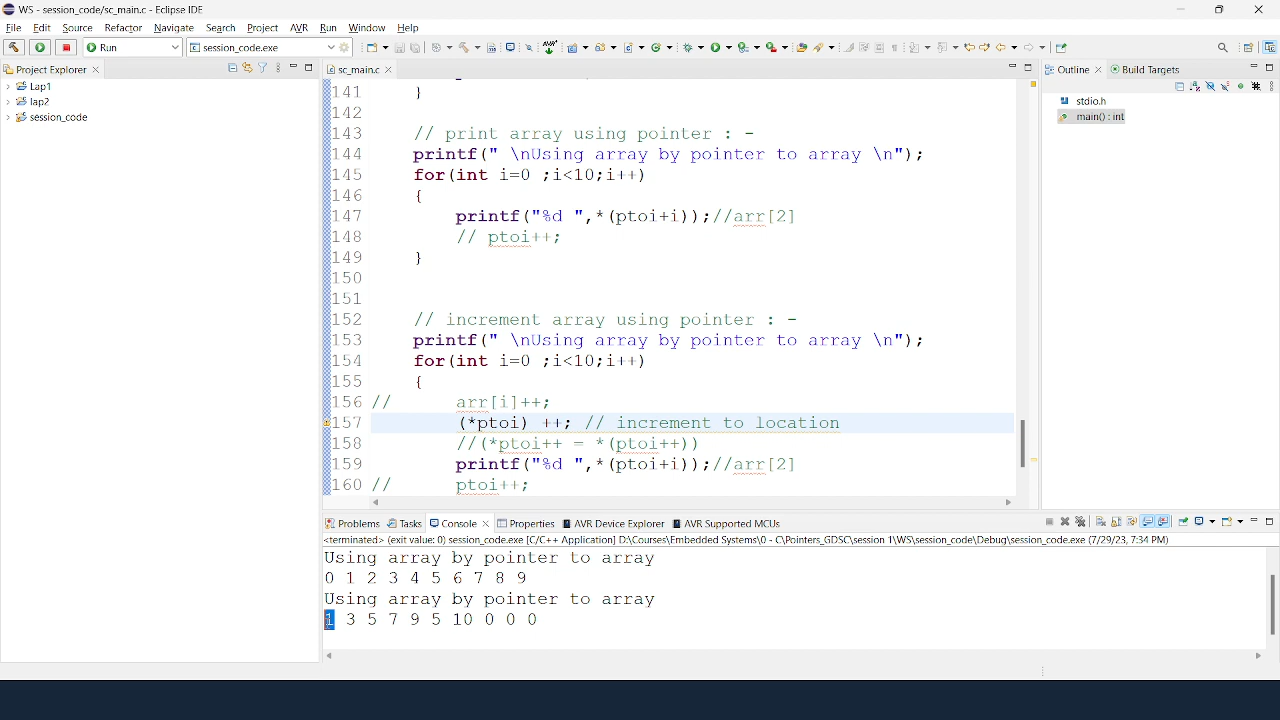 WS - session_code/sc_main.c - Eclipse IDE
File Edit Source Refactor Navigate Search Project AVR Run Window Help
Run session_code.exe
Project Explorer
Lap1
lap2
session_code
sc_main.c
141 }
142
143 // print array using pointer : -
144 printf(" \nUsing array by pointer to array \n");
145 for(int i=0 ;i<10;i++)
146 {
147 printf("%d ",*(ptoi+i));//arr[2]
148 // ptoi++;
149 }
150
151
152 // increment array using pointer : -
153 printf(" \nUsing array by pointer to array \n");
154 for(int i=0 ;i<10;i++)
155 {
156 // arr[i]++;
157 (*ptoi) ++; // increment to location
158 //(*ptoi++ = *(ptoi++))
159 printf("%d ",*(ptoi+i));//arr[2]
160 // ptoi++;
Outline Build Targets
stdio.h
main() : int
Problems Tasks Console Properties AVR Device Explorer AVR Supported MCUs
<terminated> (exit value: 0) session_code.exe [C/C++ Application] D:\Courses\Embedded Systems\0 - C\Pointers_GDSC\session 1\WS\session_code\Debug\session_code.exe (7/29/23, 7:34 PM)
Using array by pointer to array
0 1 2 3 4 5 6 7 8 9
Using array by pointer to array
1 3 5 7 9 5 10 0 0 0